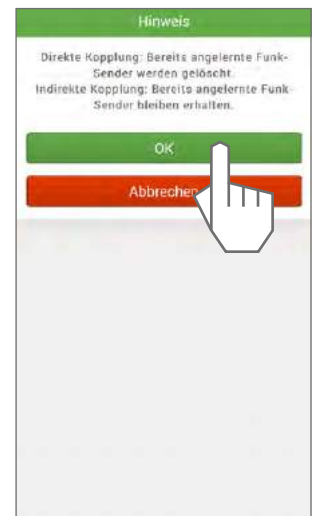 Hinweis
Direkte Kopplung: Bereits angelernte Funk-
Sender werden gelöscht.
Indirekte Kopplung: Bereits angelernte Funk-
Sender bleiben erhalten.
OK
Abbrechen